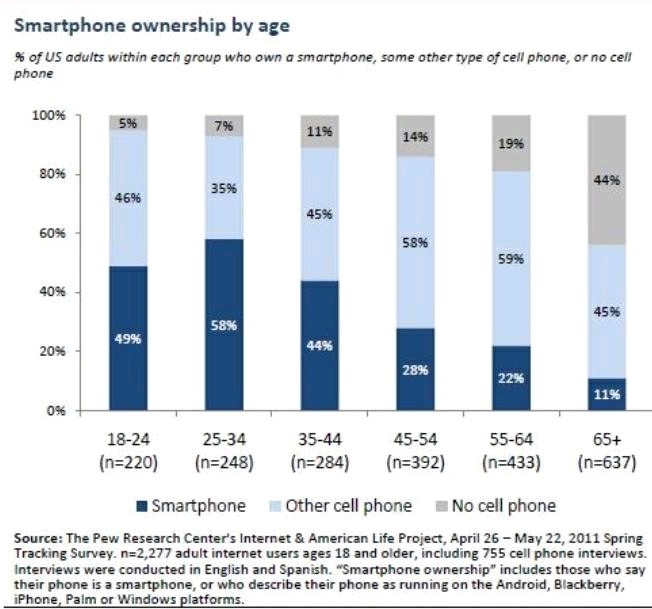 Smartphone ownership by age
% of US adults within each group who own a smartphone, some other type of cell phone, or no cell
phone
100%
80%
60%
40%
20%
0%
5%
7%
11%
14%
19%
44%
46%
35%
45%
58%
59%
45%
49%
58%
44%
28%
22%
11%
18-24
25-34
35-44
45-54
55-64
65+
(n=220)
(n=248)
(n=284)
(n=392)
(n=433)
(n=637)
Smartphone
Other cell phone
No cell phone
Source: The Pew Research Center's Internet & American Life Project, April 26 – May 22, 2011 Spring
Tracking Survey. n=2,277 adult internet users ages 18 and older, including 755 cell phone interviews.
Interviews were conducted in English and Spanish. “Smartphone ownership” includes those who say
their phone is a smartphone, or who describe their phone as running on the Android, Blackberry,
iPhone, Palm or Windows platforms.